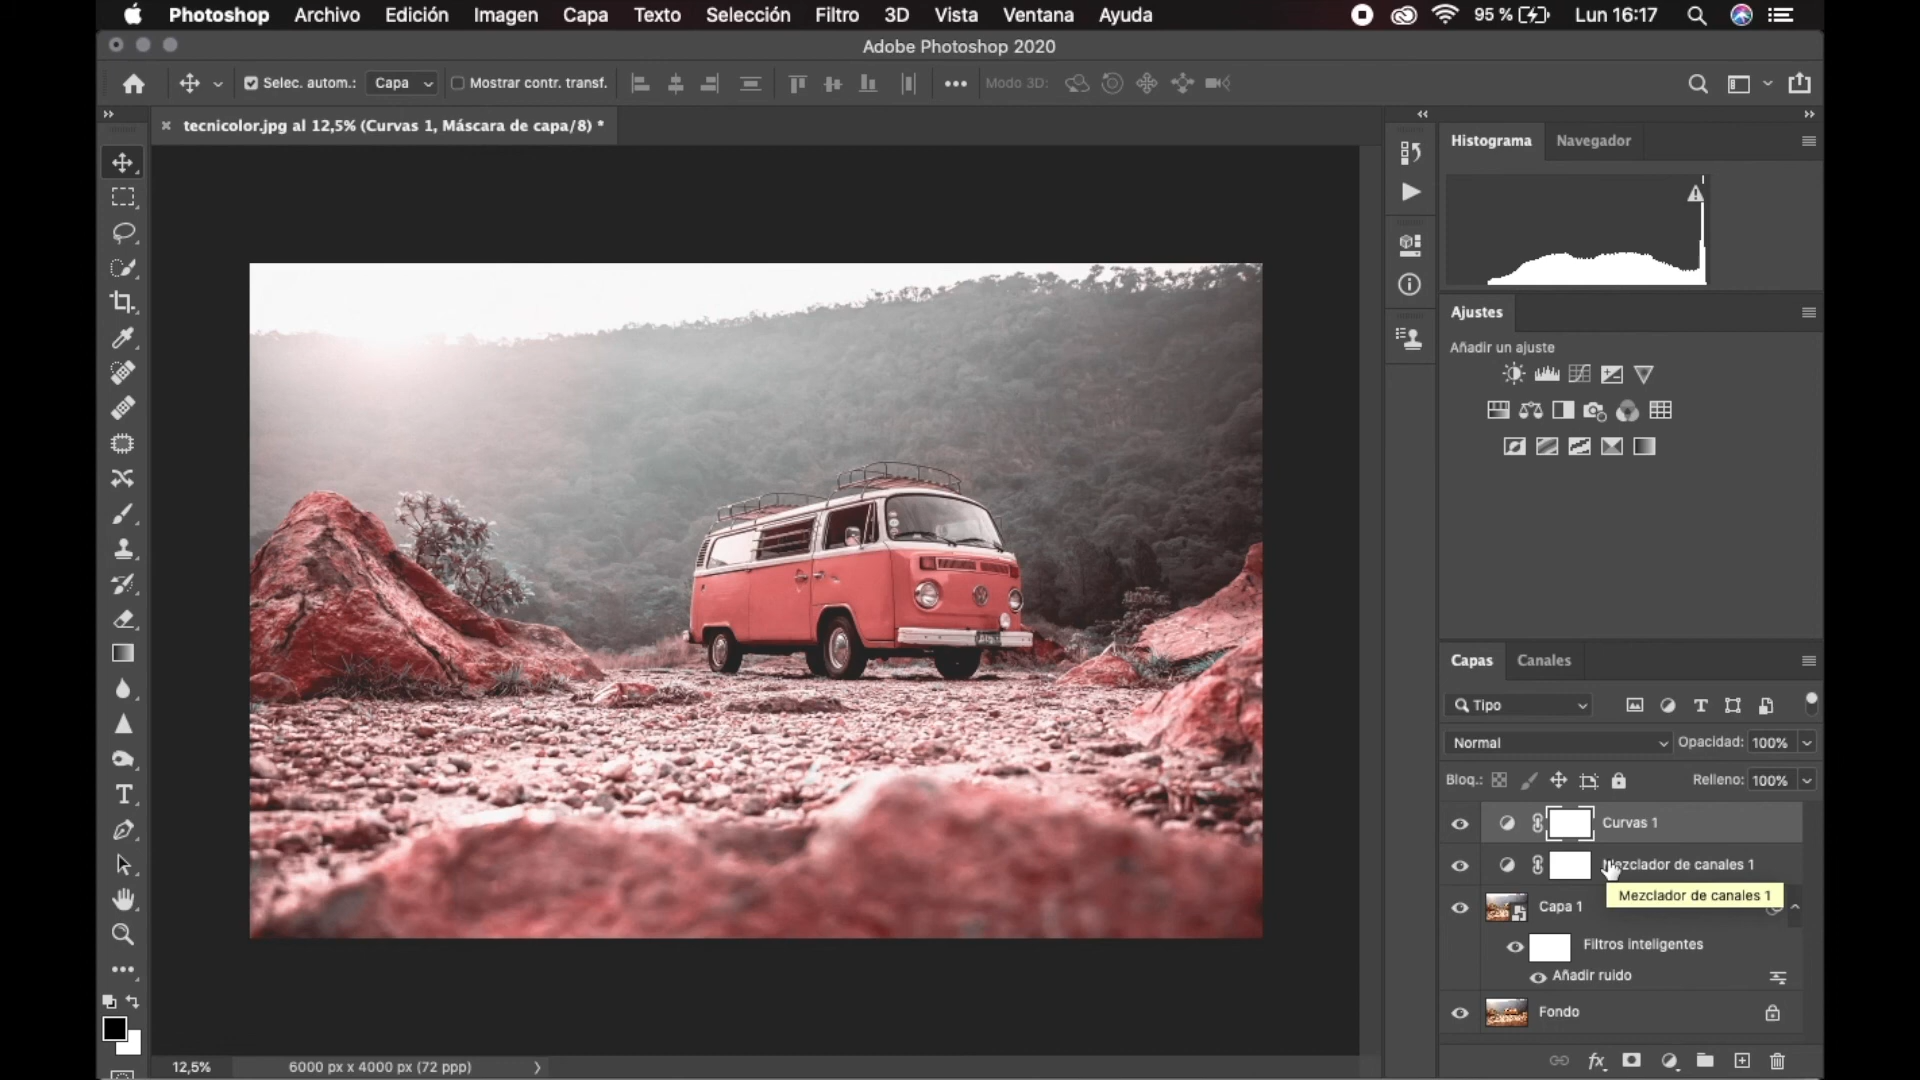 Photoshop Archivo Edición Imagen Capa Texto Selección Filtro 3D Vista Ventana Ayuda 95 % Lun 16:17
Adobe Photoshop 2020
Selec. autom.: Capa Mostrar contr. transf. Modo 3D:
tecnicolor.jpg al 12,5% (Curvas 1, Máscara de capa/8) *
Histograma Navegador
Ajustes
Añadir un ajuste
Capas Canales
Tipo
Normal Opacidad: 100%
Bloq.: Relleno: 100%
Curvas 1
Mezclador de canales 1
Mezclador de canales 1
Capa 1
Filtros inteligentes
Añadir ruido
Fondo
12,5% 6000 px x 4000 px (72 ppp)